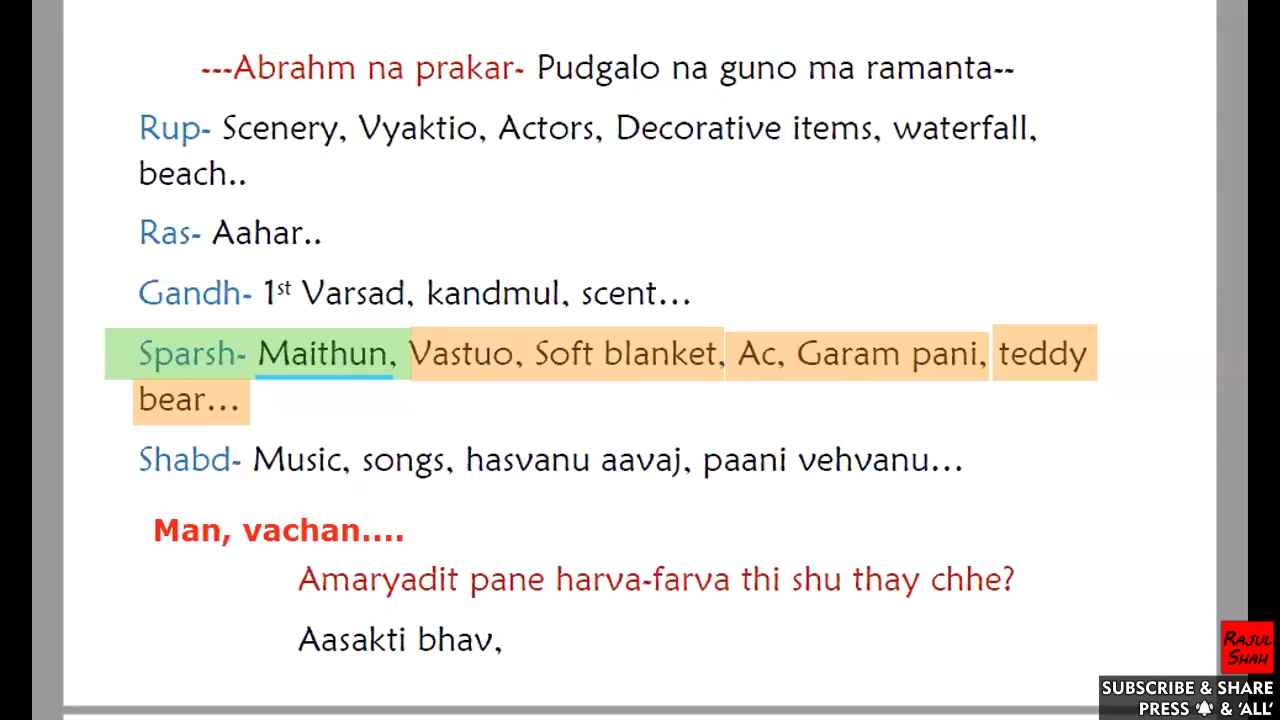 ---Abrahm na prakar- Pudgalo na guno ma ramanta--
Rup- Scenery, Vyaktio, Actors, Decorative items, waterfall,
beach..
Ras- Aahar..
Gandh- 1st Varsad, kandmul, scent...
Sparsh- Maithun, Vastuo, Soft blanket, Ac, Garam pani, teddy
bear...
Shabd- Music, songs, hasvanu aavaj, paani vehvanu...
Man, vachan....
Amaryadit pane harva-farva thi shu thay chhe?
Aasakti bhav,
RAJUL
SHAH
SUBSCRIBE & SHARE
PRESS 🔔 & 'ALL'